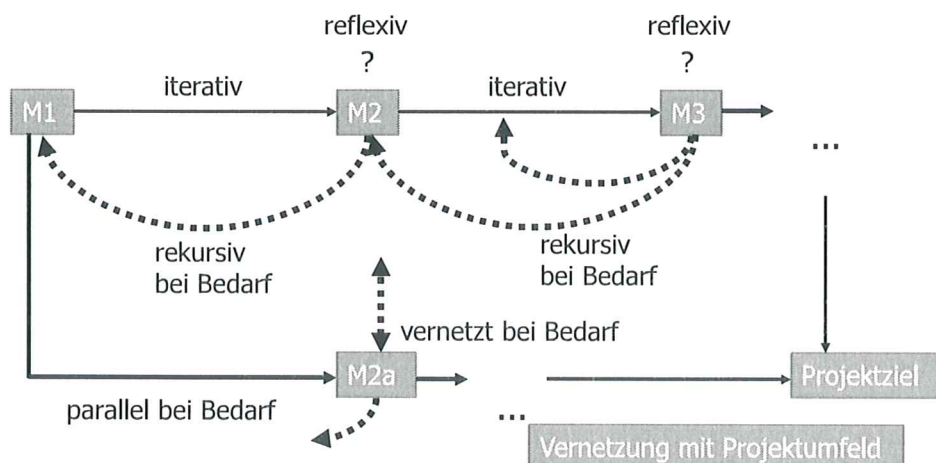 reflexiv
?
reflexiv
?
iterativ
iterativ
M1
M2
M3
...
rekursiv
bei Bedarf
rekursiv
bei Bedarf
vernetzt bei Bedarf
M2a
Projektziel
parallel bei Bedarf
...
Vernetzung mit Projektumfeld